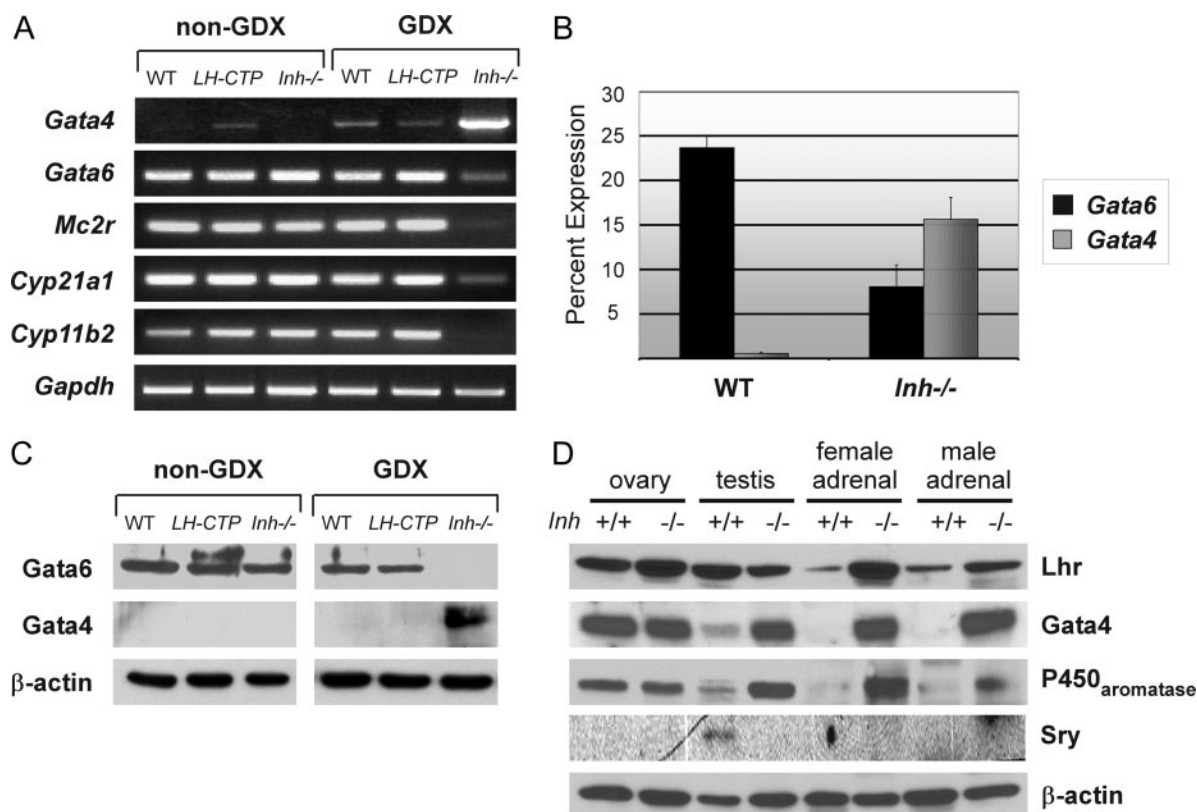 A
non-GDX GDX
WT LH-CTP Inh-/- WT LH-CTP Inh-/-
Gata4
Gata6
Mc2r
Cyp21a1
Cyp11b2
Gapdh
B
Percent Expression
30
25
20
15
10
5
WT Inh-/-
Gata6
Gata4
C
non-GDX GDX
WT LH-CTP Inh-/- WT LH-CTP Inh-/-
Gata6
Gata4
β-actin
D
ovary testis female adrenal male adrenal
Inh +/+ -/- +/+ -/- +/+ -/- +/+ -/-
Lhr
Gata4
P450aromatase
Sry
β-actin